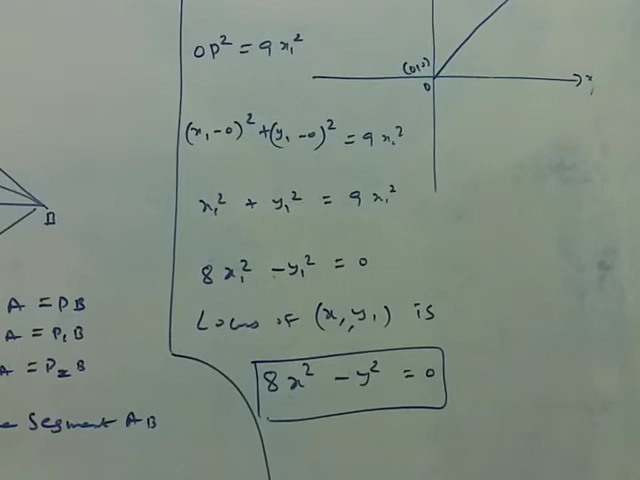 B
A = PB
A = P₁B
A = P₂B
Segment AB
OP² = 9x₁²
(x₁-0)² + (y₁-0)² = 9x₁²
x₁² + y₁² = 9x₁²
8x₁² - y₁² = 0
Locus of (x₁, y₁) is
8x² - y² = 0
(0,0)
0
x